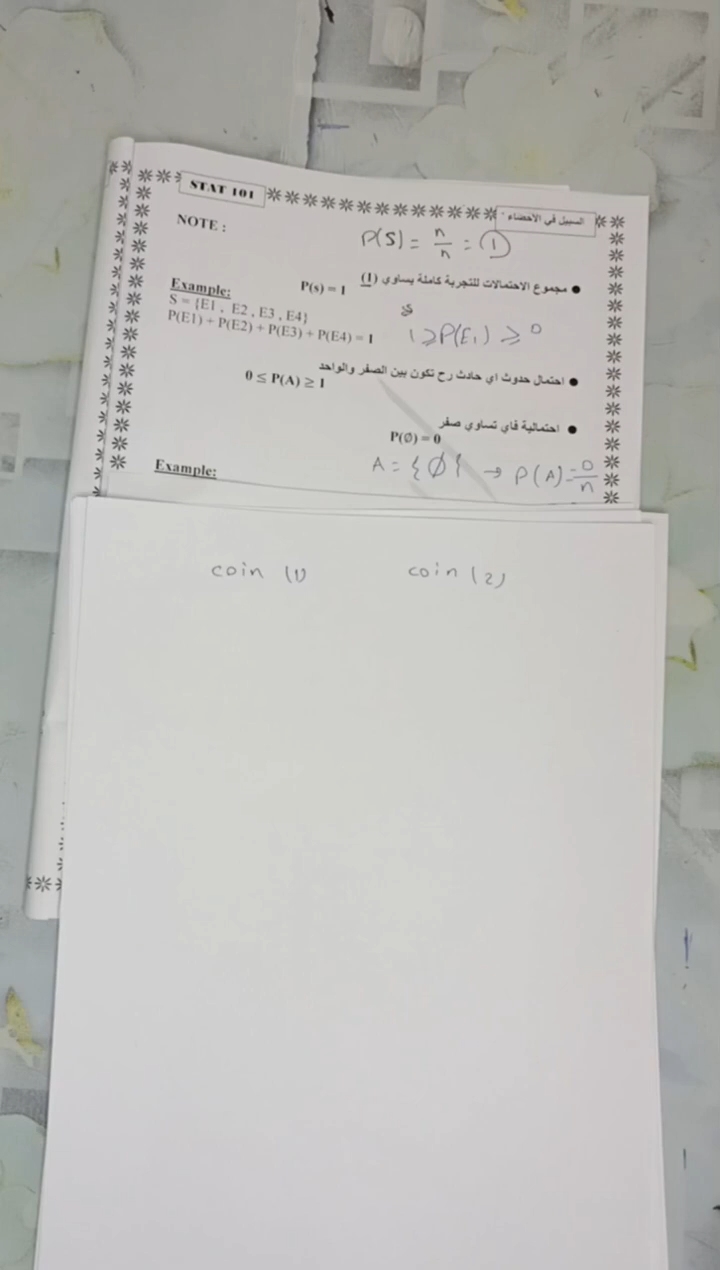 STAT 101 السبيل في الاحصاء
NOTE :
P(S) = n/n = 1
● مجموع الاحتمالات للتجربة كاملة يساوي (1) P(s) = 1
Example:
S = {E1 , E2 , E3 , E4}
P(E1) + P(E2) + P(E3) + P(E4) = 1
1 ≥ P(E1) ≥ 0
● احتمال حدوث اي حادث رح تكون بين الصفر والواحد
0 ≤ P(A) ≥ 1
● احتمالية فاي تساوي صفر
P(∅) = 0
A = { ∅ } → P(A) = 0/n
Example:
coin (1) coin (2)